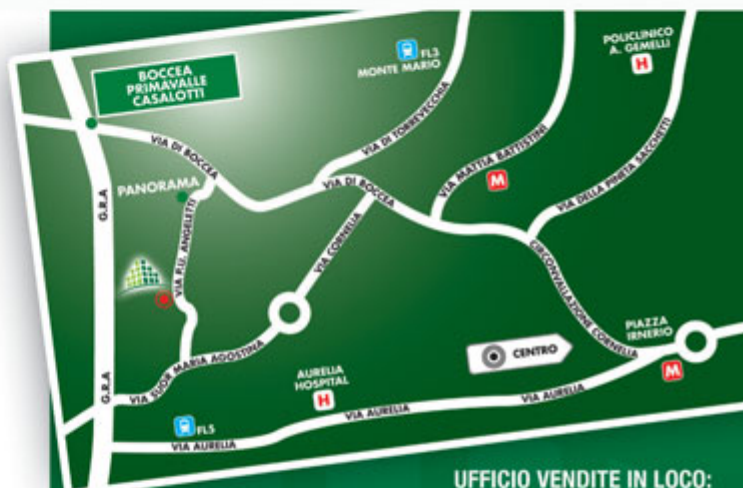 POLICLINICO
A. GEMELLI
H
FL3
MONTE MARIO
BOCCEA
PRIMAVALLE
CASALOTTI
VIA DI TORREVECCHIA
VIA DI BOCCEA
VIA MATTIA BATTISTINI
M
VIA DELLA PINETA SACCHETTI
VIA DI BOCCEA
PANORAMA
G.R.A
VIA P.U. ANGELETTI
VIA CORNELIA
CIRCONVALLAZIONE CORNELIA
PIAZZA
IRNERIO
M
CENTRO
VIA SUOR MARIA AGOSTINA
AURELIA
HOSPITAL
H
G.R.A
VIA AURELIA
VIA AURELIA
FL5
VIA AURELIA
UFFICIO VENDITE IN LOCO: